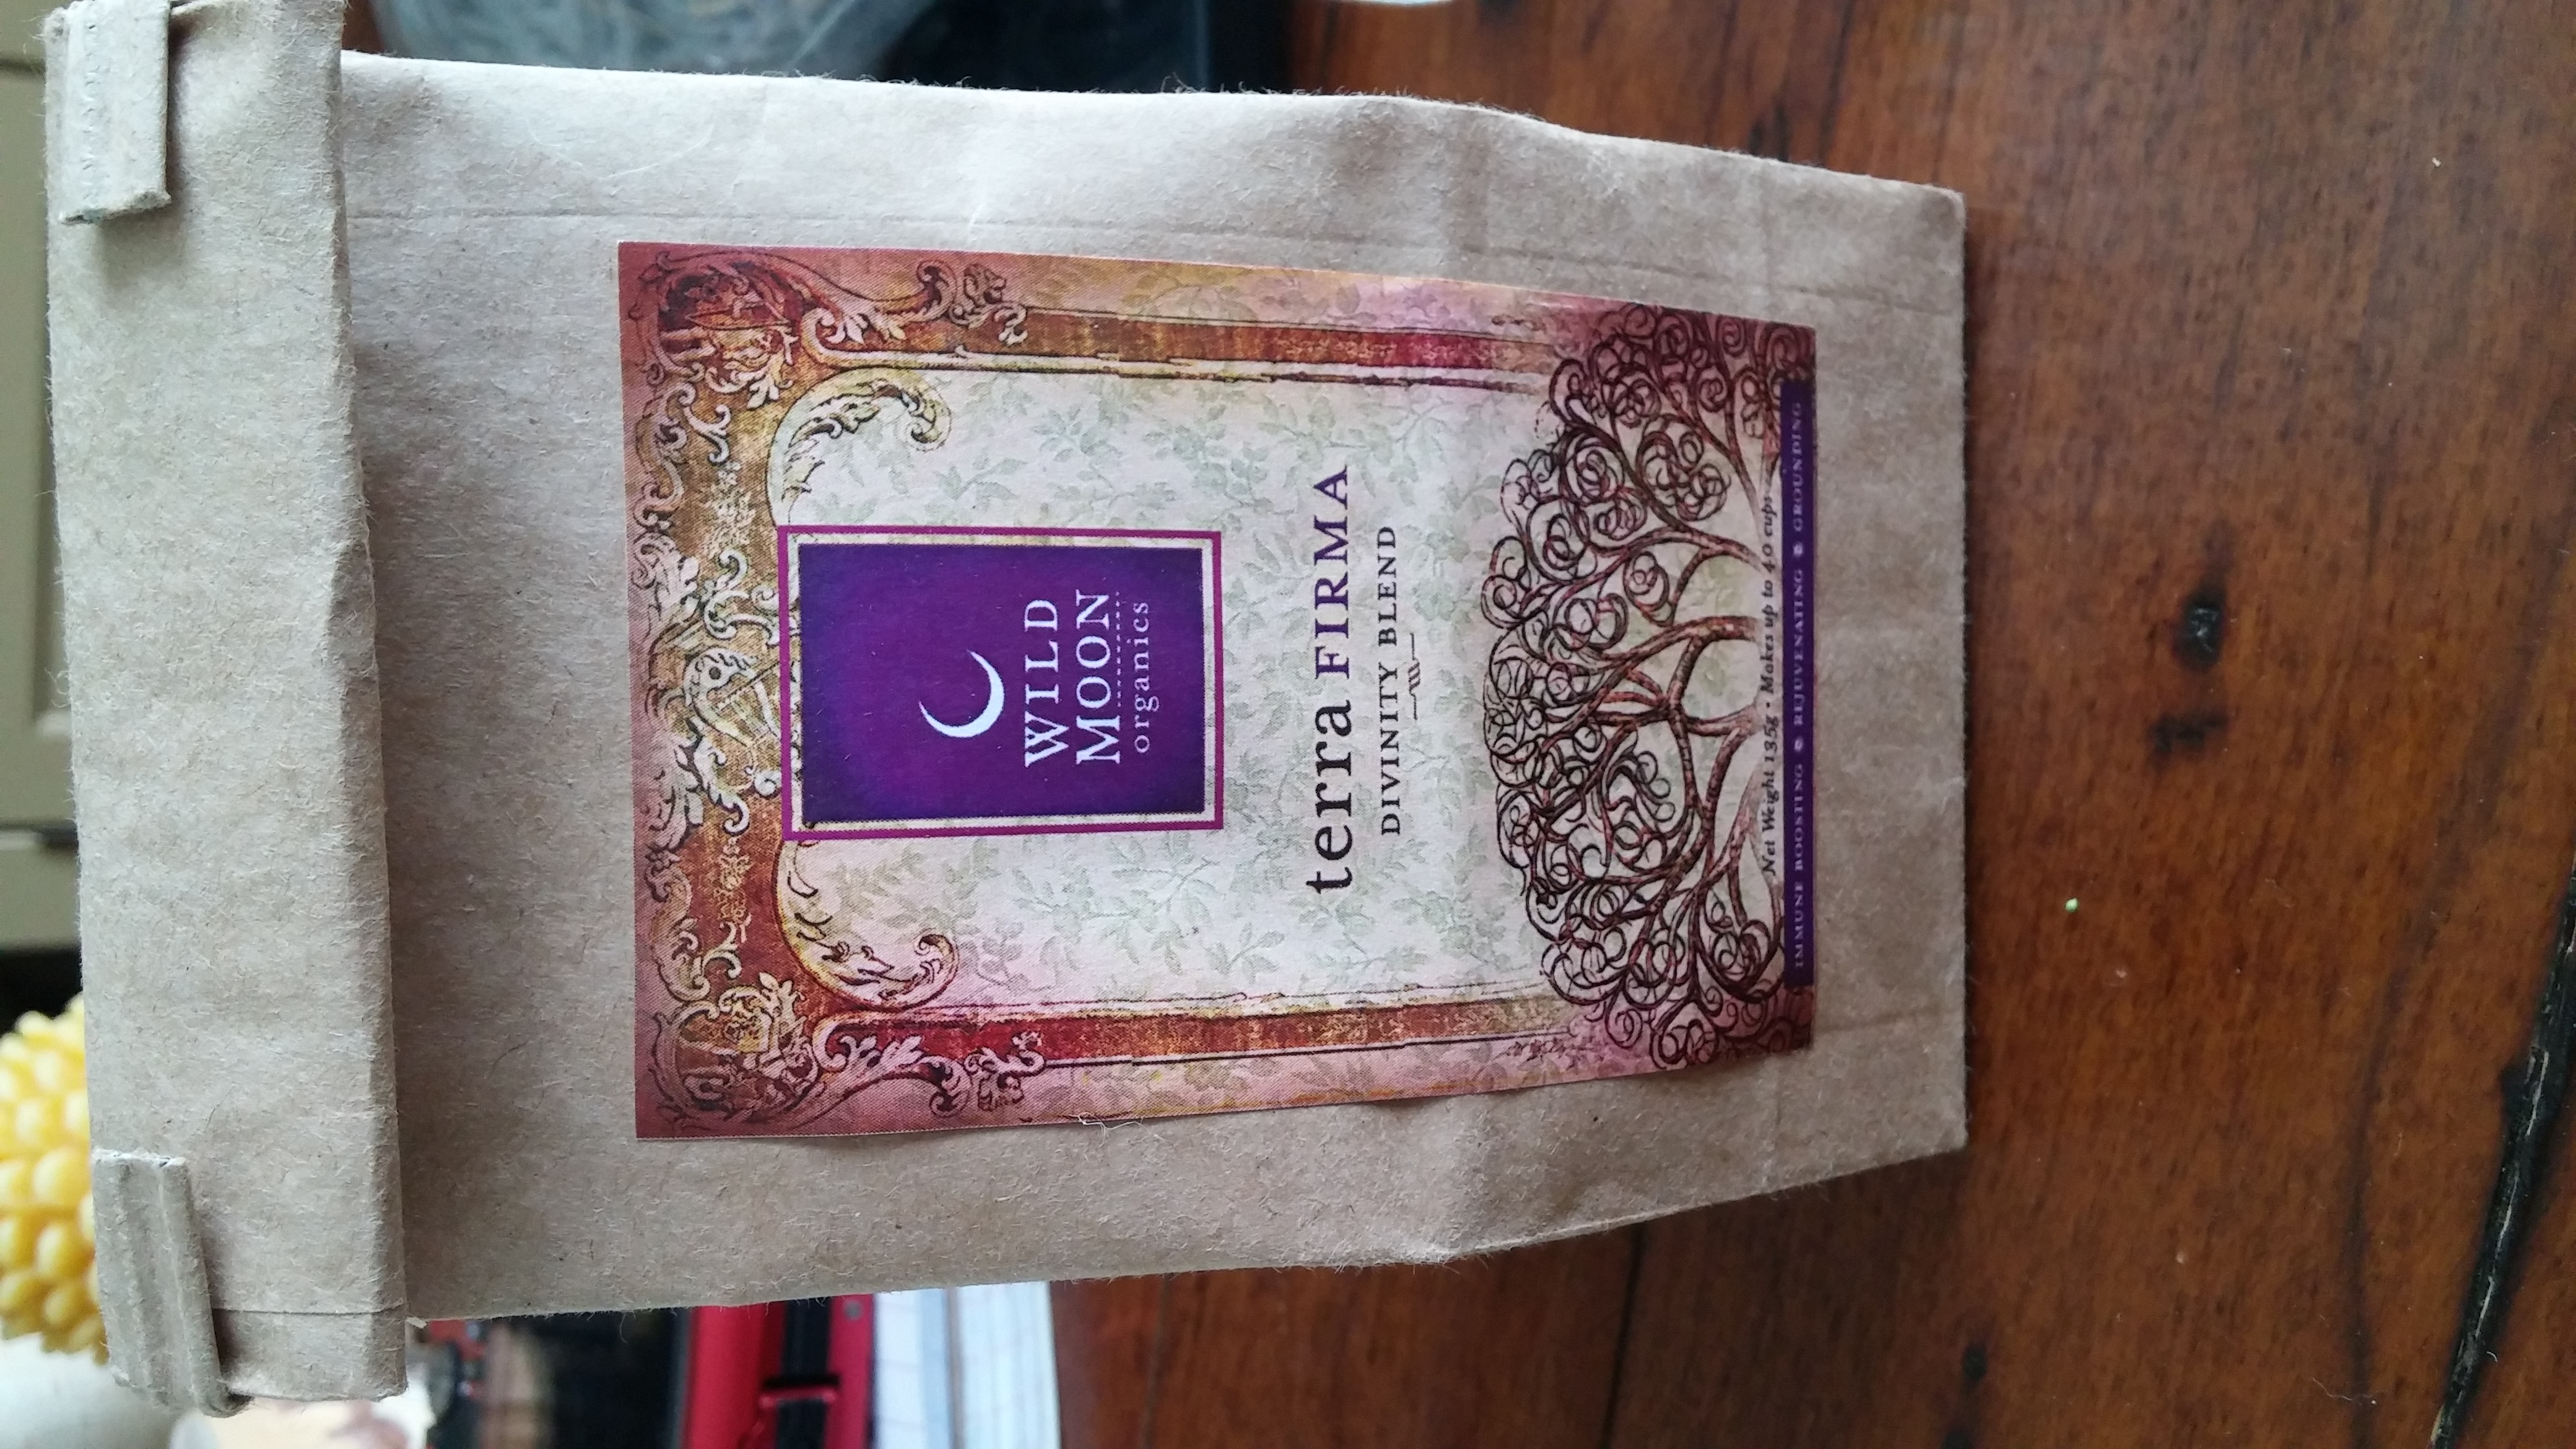 WILD
MOON
organics
terra FIRMA
DIVINITY BLEND
Net Weight 135g • Makes up to 40 cups
IMMUNE BOOSTING • REJUVENATING • GROUNDING